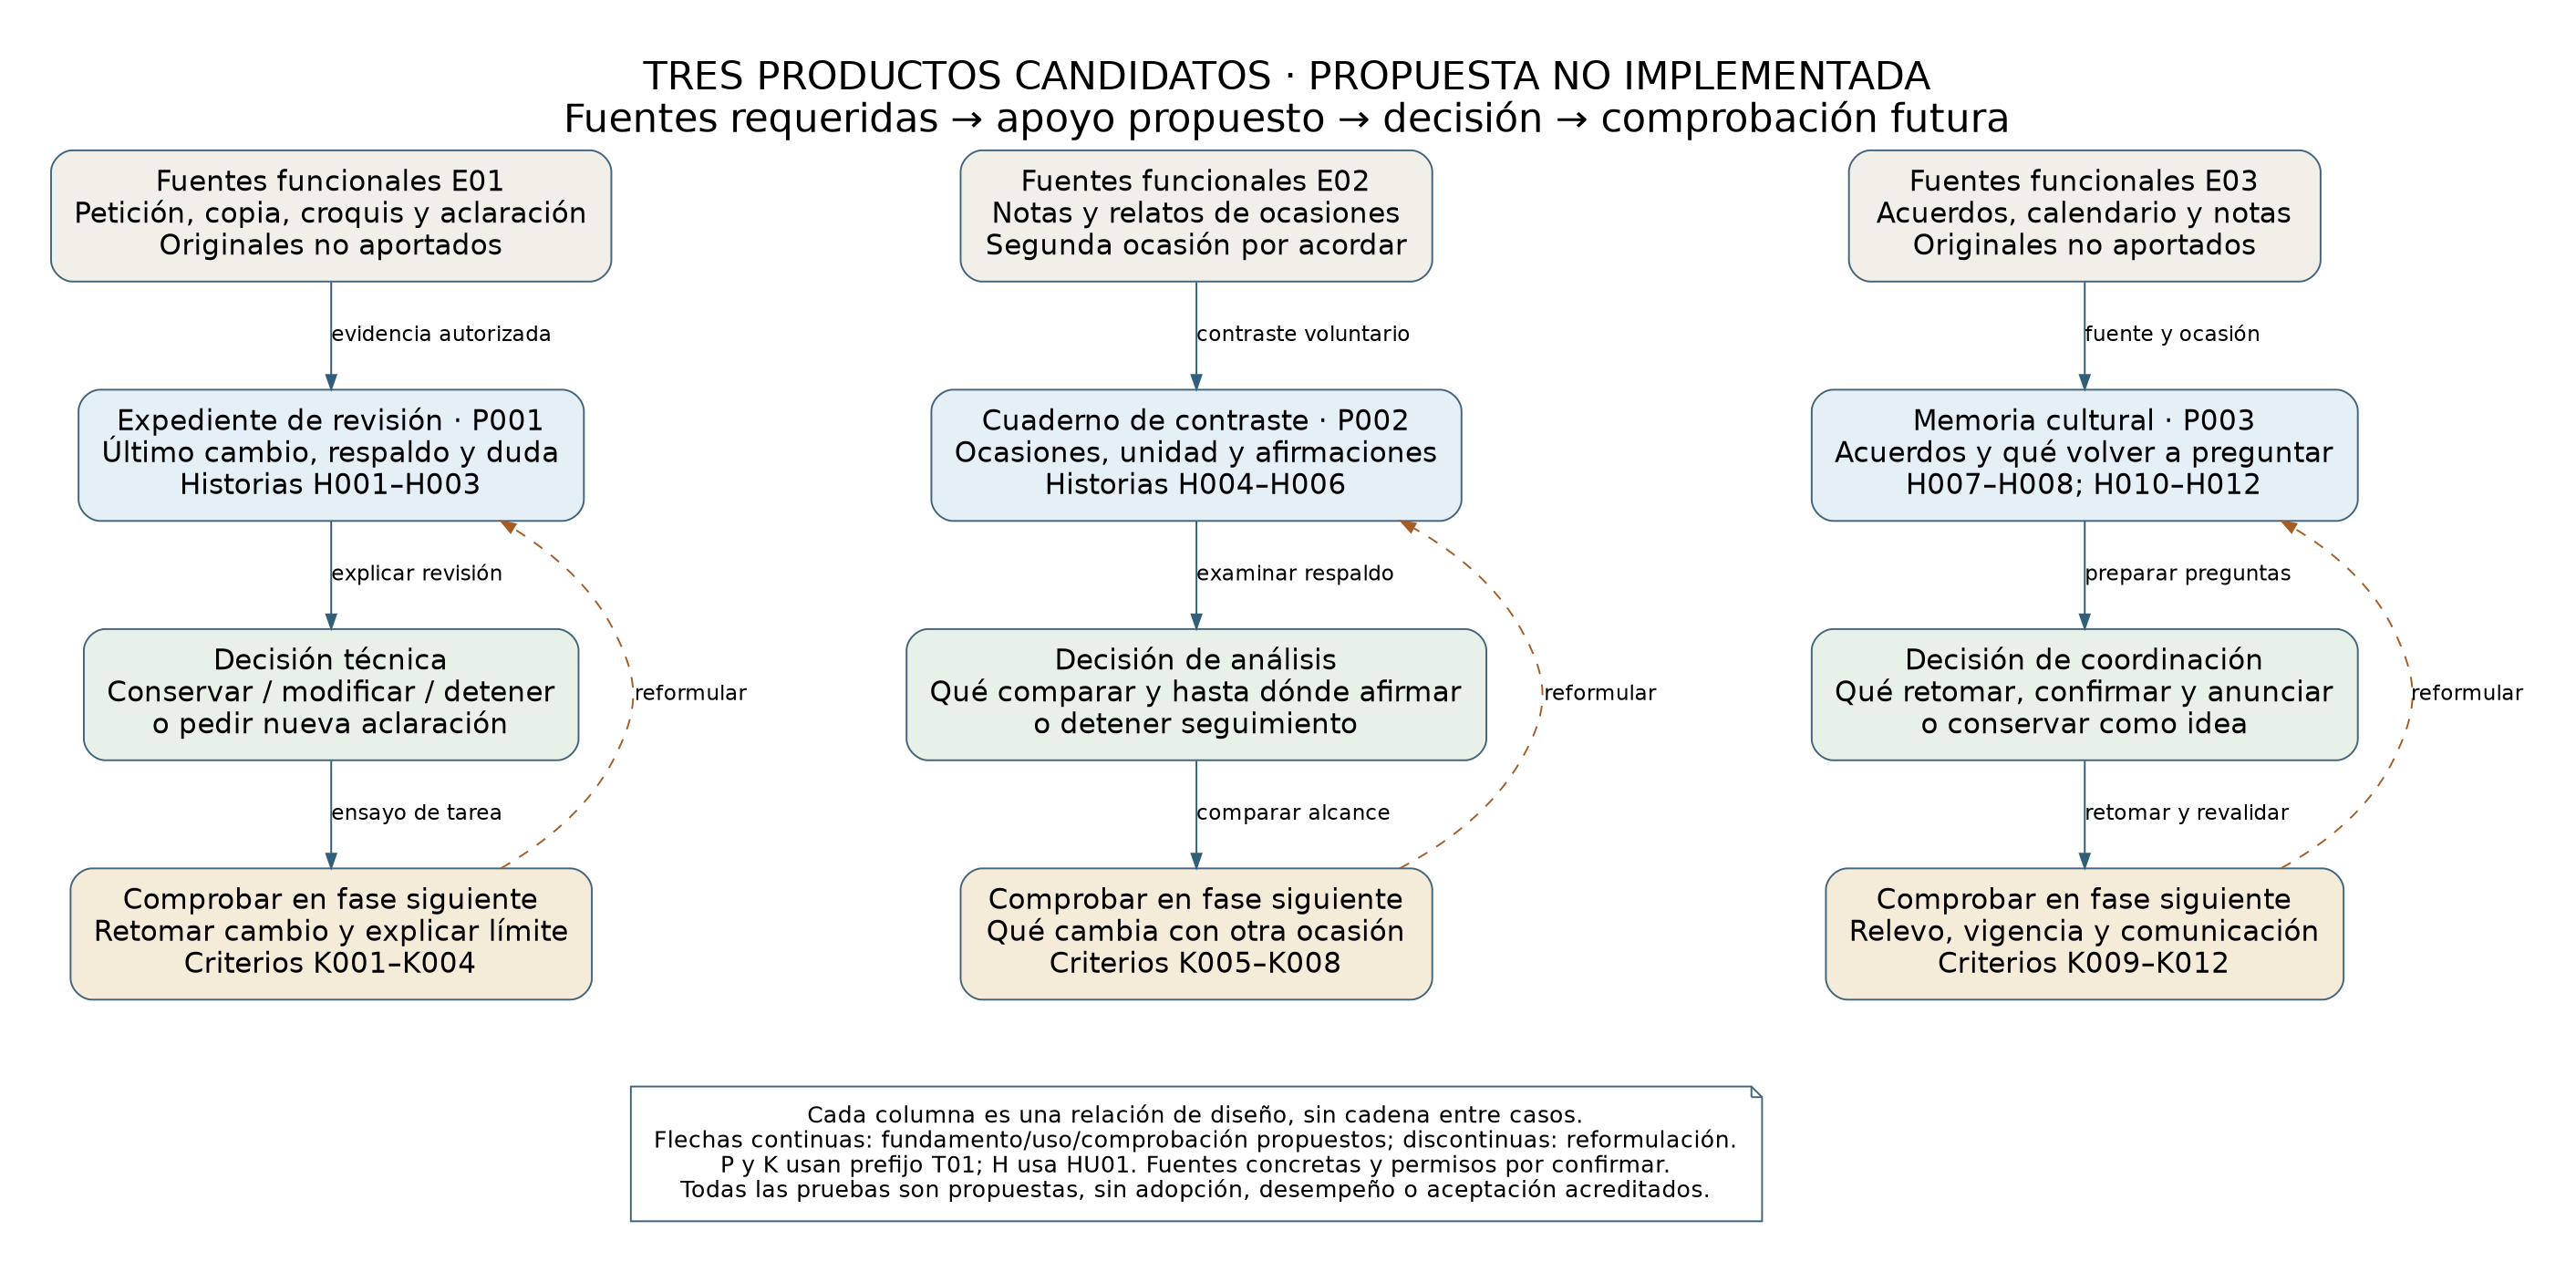 TRES PRODUCTOS CANDIDATOS · PROPUESTA NO IMPLEMENTADA
Fuentes requeridas → apoyo propuesto → decisión → comprobación futura
Fuentes funcionales E01
Petición, copia, croquis y aclaración
Originales no aportados
evidencia autorizada
Expediente de revisión · P001
Último cambio, respaldo y duda
Historias H001–H003
explicar revisión
Decisión técnica
Conservar / modificar / detener
o pedir nueva aclaración
reformular
ensayo de tarea
Comprobar en fase siguiente
Retomar cambio y explicar límite
Criterios K001–K004
Fuentes funcionales E02
Notas y relatos de ocasiones
Segunda ocasión por acordar
contraste voluntario
Cuaderno de contraste · P002
Ocasiones, unidad y afirmaciones
Historias H004–H006
examinar respaldo
Decisión de análisis
Qué comparar y hasta dónde afirmar
o detener seguimiento
reformular
comparar alcance
Comprobar en fase siguiente
Qué cambia con otra ocasión
Criterios K005–K008
Fuentes funcionales E03
Acuerdos, calendario y notas
Originales no aportados
fuente y ocasión
Memoria cultural · P003
Acuerdos y qué volver a preguntar
H007–H008; H010–H012
preparar preguntas
Decisión de coordinación
Qué retomar, confirmar y anunciar
o conservar como idea
reformular
retomar y revalidar
Comprobar en fase siguiente
Relevo, vigencia y comunicación
Criterios K009–K012
Cada columna es una relación de diseño, sin cadena entre casos.
Flechas continuas: fundamento/uso/comprobación propuestos; discontinuas: reformulación.
P y K usan prefijo T01; H usa HU01. Fuentes concretas y permisos por confirmar.
Todas las pruebas son propuestas, sin adopción, desempeño o aceptación acreditados.